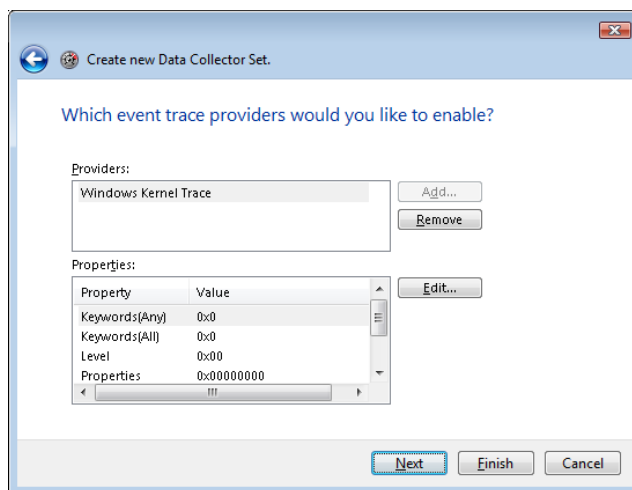 Create new Data Collector Set.
Which event trace providers would you like to enable?
Providers:
Windows Kernel Trace
Add...
Remove
Properties:
Property Value
Edit...
Keywords(Any) 0x0
Keywords(All) 0x0
Level 0x00
Properties 0x00000000
Next Finish Cancel